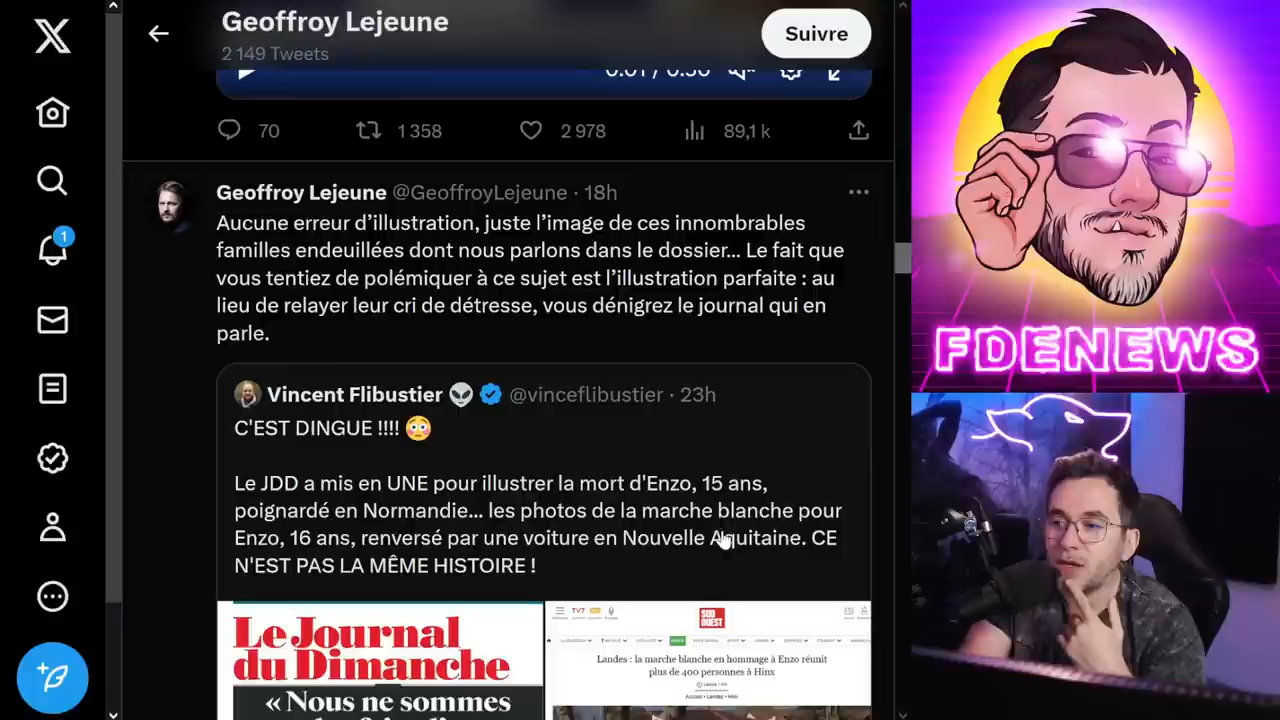 Geoffroy Lejeune
Suivre
2 149 Tweets
0:01 / 0:30
70
1 358
2 978
89,1 k
Geoffroy Lejeune @GeoffroyLejeune · 18h
Aucune erreur d’illustration, juste l’image de ces innombrables
familles endeuillées dont nous parlons dans le dossier... Le fait que
vous tentiez de polémiquer à ce sujet est l’illustration parfaite : au
lieu de relayer leur cri de détresse, vous dénigrez le journal qui en
parle.
Vincent Flibustier @vinceflibustier · 23h
C'EST DINGUE !!!!
Le JDD a mis en UNE pour illustrer la mort d'Enzo, 15 ans,
poignardé en Normandie... les photos de la marche blanche pour
Enzo, 16 ans, renversé par une voiture en Nouvelle Aquitaine. CE
N'EST PAS LA MÊME HISTOIRE !
Le Journal
du Dimanche
« Nous ne sommes
TV7
SUD
OUEST
Landes : la marche blanche en hommage à Enzo réunit
plus de 400 personnes à Hinx
1
FDENEWS